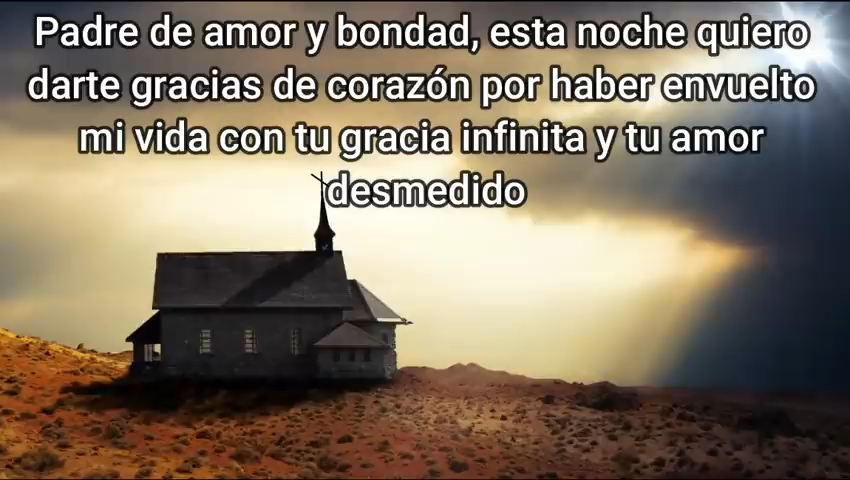 Padre de amor y bondad, esta noche quiero
darte gracias de corazón por haber envuelto
mi vida con tu gracia infinita y tu amor
desmedido